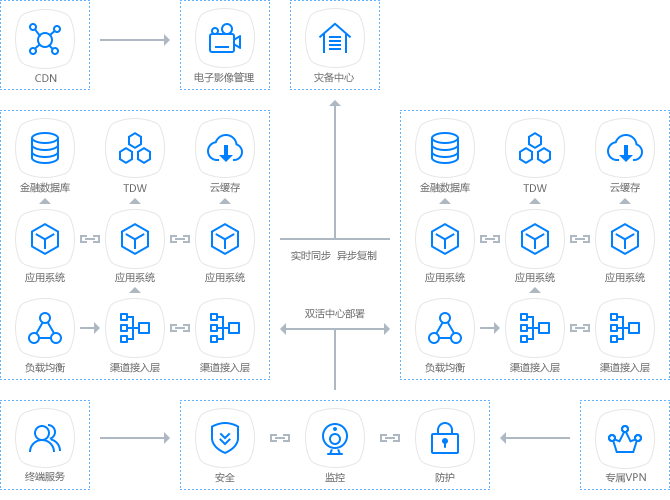 CDN
电子影像管理
灾备中心
金融数据库
TDW
云缓存
金融数据库
TDW
云缓存
实时同步 异步复制
应用系统
应用系统
应用系统
应用系统
应用系统
应用系统
双活中心部署
负载均衡
渠道接入层
渠道接入层
负载均衡
渠道接入层
渠道接入层
终端服务
安全
监控
防护
专属VPN